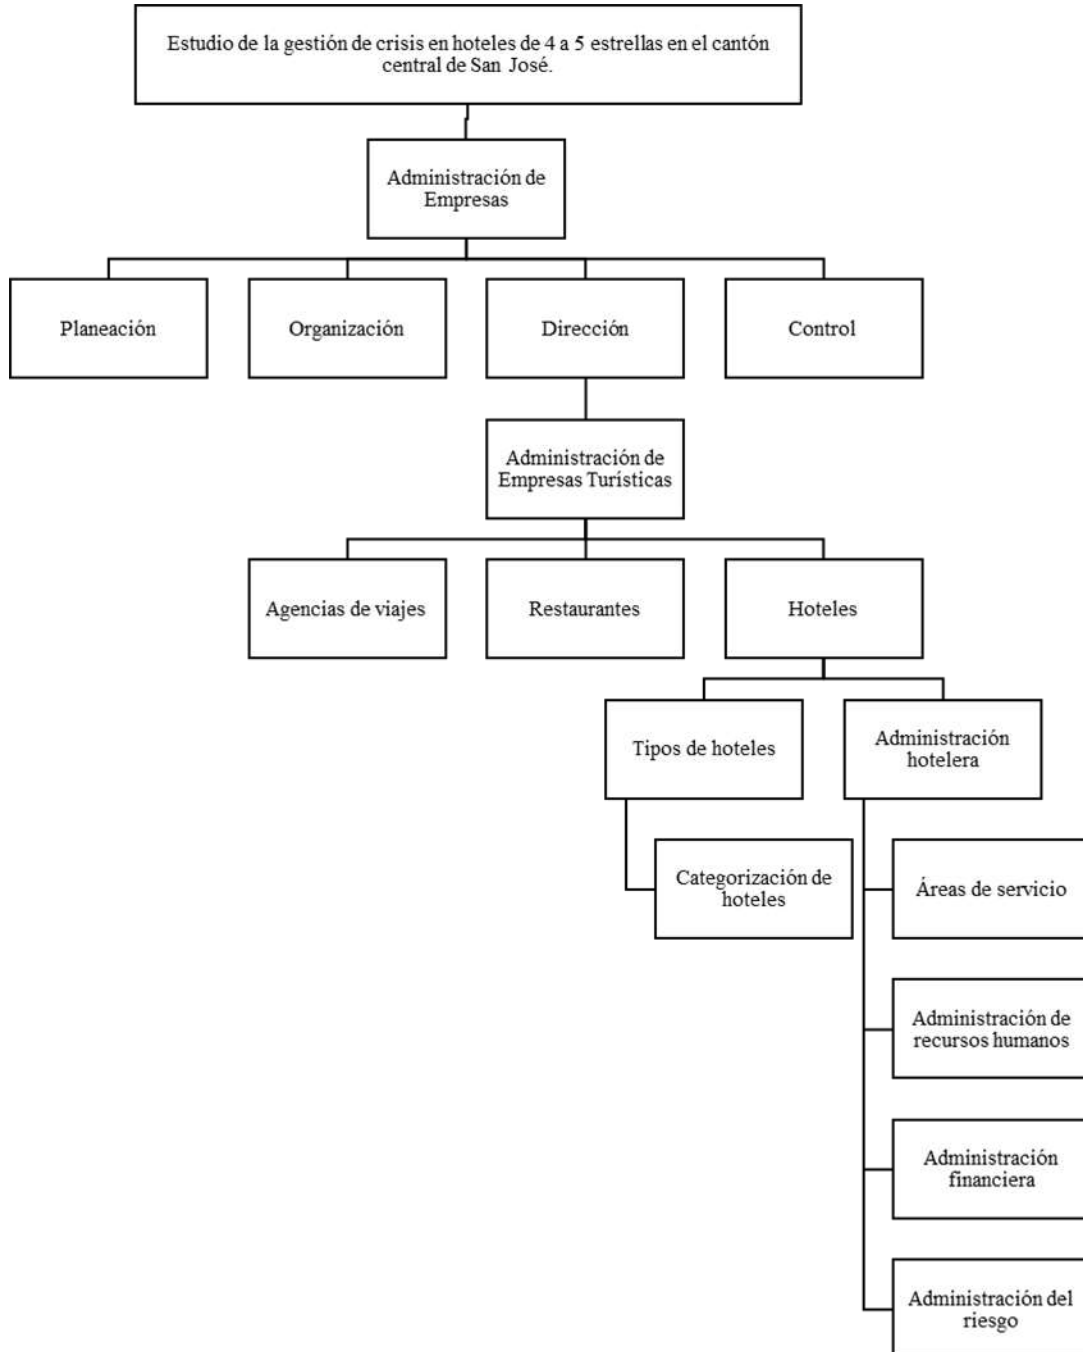 Estudio de la gestión de crisis en hoteles de 4 a 5 estrellas en el cantón
central de San José.
Administración de
Empresas
Planeación
Organización
Dirección
Control
Administración de
Empresas Turísticas
Agencias de viajes
Restaurantes
Hoteles
Tipos de hoteles
Administración
hotelera
Categorización de
hoteles
Áreas de servicio
Administración de
recursos humanos
Administración
financiera
Administración del
riesgo